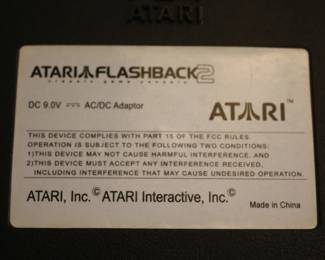 ATARI
ATARI FLASHBACK 2
classic game console
DC 9.0V ⎓ AC/DC Adaptor
ATARI™
THIS DEVICE COMPLIES WITH PART 15 OF THE FCC RULES.
OPERATION IS SUBJECT TO THE FOLLOWING TWO CONDITIONS:
1)THIS DEVICE MAY NOT CAUSE HARMFUL INTERFERENCE, AND
2)THIS DEVICE MUST ACCEPT ANY INTERFERENCE RECEIVED,
INCLUDING INTERFERENCE THAT MAY CAUSE UNDESIRED OPERATION.
ATARI, Inc.© ATARI Interactive, Inc.©
Made in China